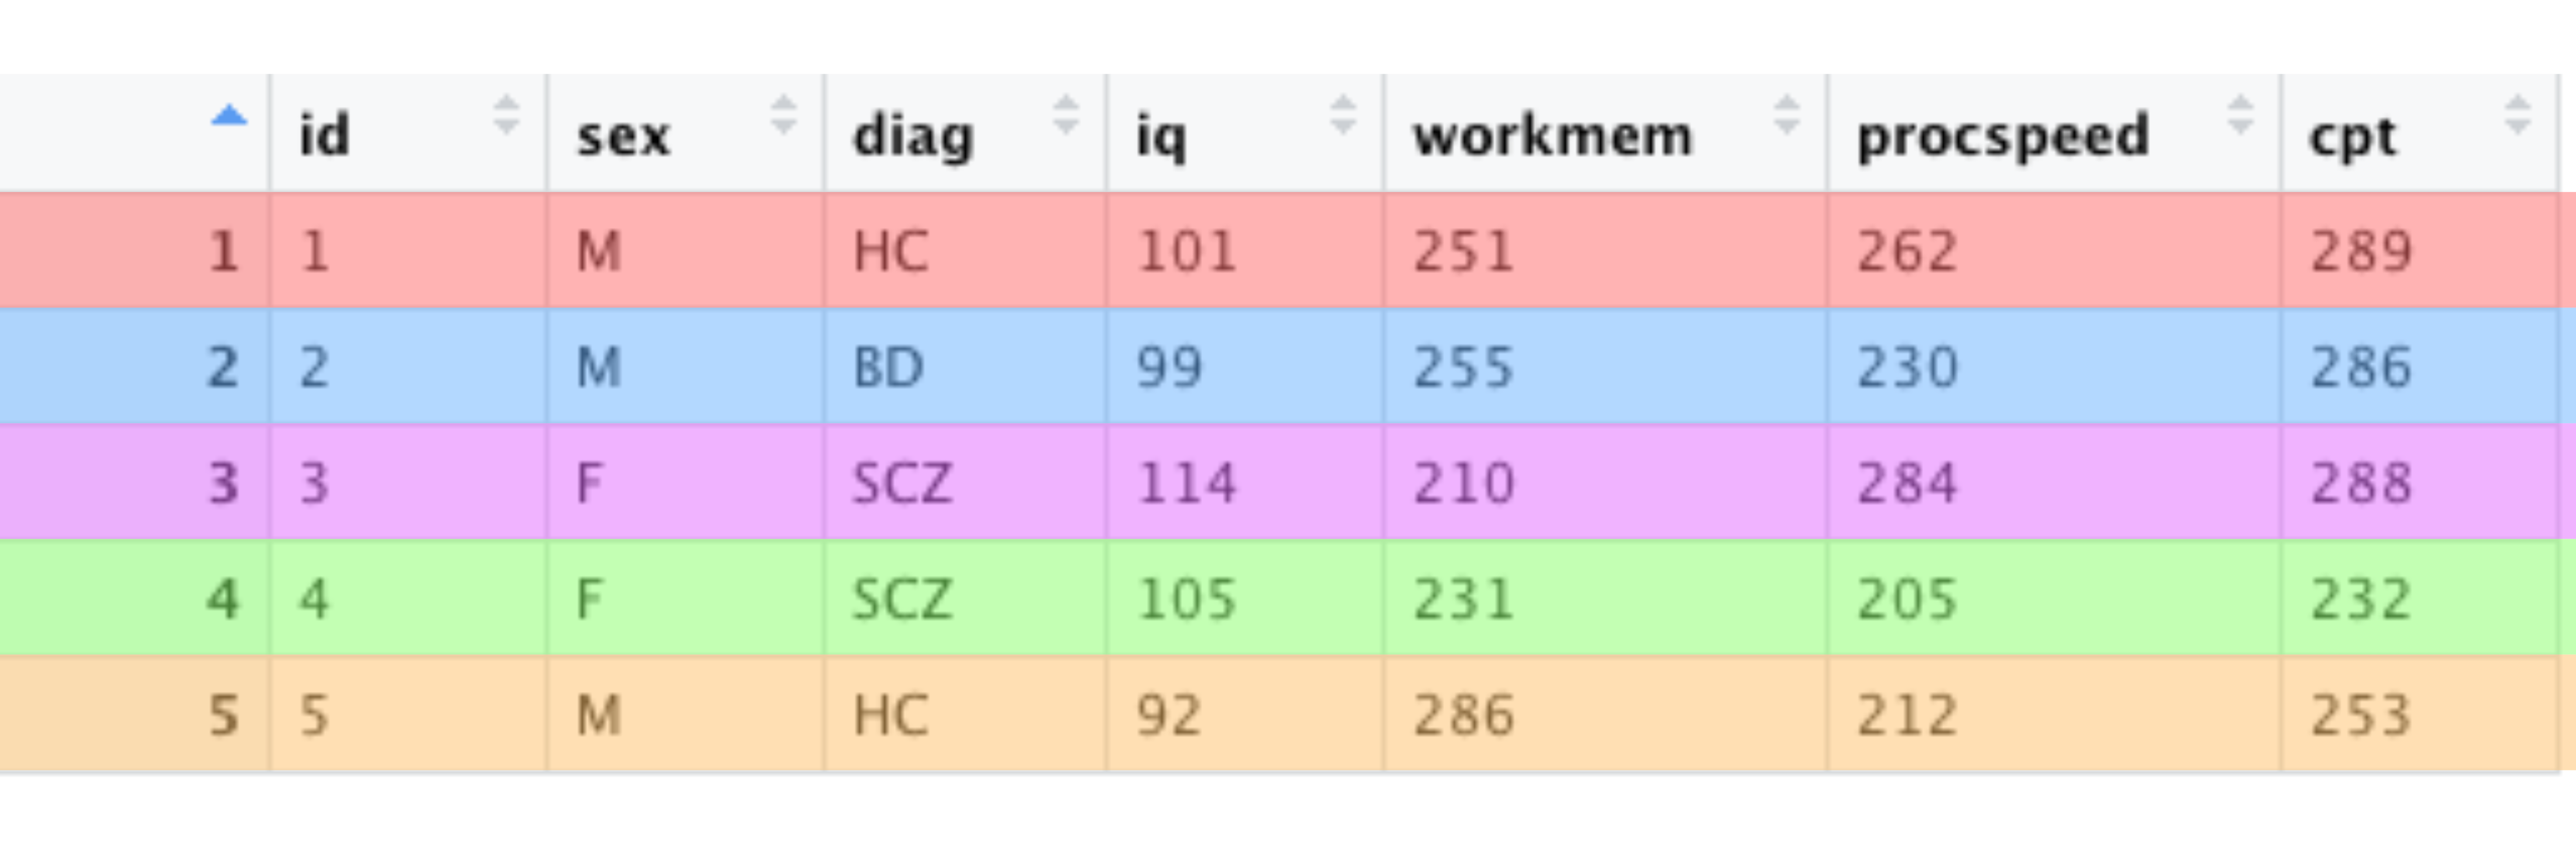 id sex diag iq workmem procspeed cpt
1 1 M HC 101 251 262 289
2 2 M BD 99 255 230 286
3 3 F SCZ 114 210 284 288
4 4 F SCZ 105 231 205 232
5 5 M HC 92 286 212 253